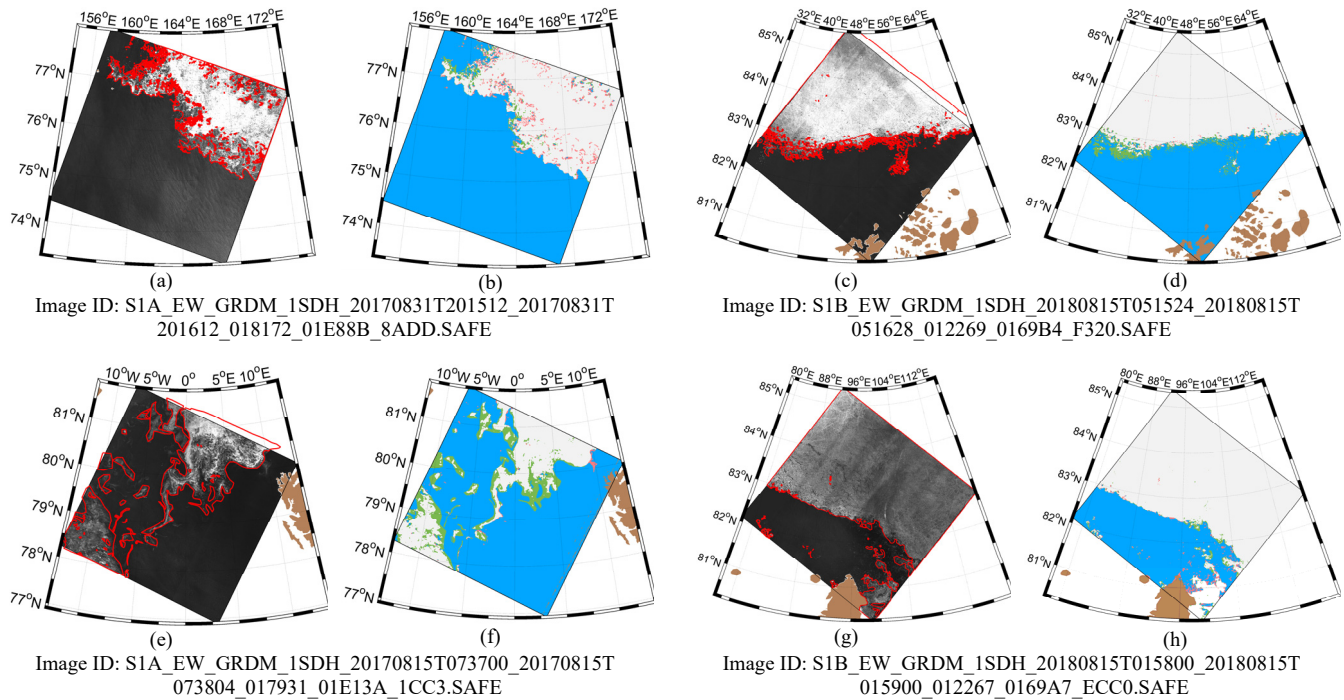 156°E 160°E 164°E 168°E 172°E
77°N
76°N
75°N
74°N
(a)
156°E 160°E 164°E 168°E 172°E
77°N
76°N
75°N
74°N
(b)
Image ID: S1A_EW_GRDM_1SDH_20170831T201512_20170831T
201612_018172_01E88B_8ADD.SAFE
32°E 40°E 48°E 56°E 64°E
85°N
84°N
83°N
82°N
81°N
(c)
32°E 40°E 48°E 56°E 64°E
85°N
84°N
83°N
82°N
81°N
(d)
Image ID: S1B_EW_GRDM_1SDH_20180815T051524_20180815T
051628_012269_0169B4_F320.SAFE
10°W 5°W 0° 5°E 10°E
81°N
80°N
79°N
78°N
77°N
(e)
10°W 5°W 0° 5°E 10°E
81°N
80°N
79°N
78°N
77°N
(f)
Image ID: S1A_EW_GRDM_1SDH_20170815T073700_20170815T
073804_017931_01E13A_1CC3.SAFE
80°E 88°E 96°E 104°E 112°E
85°N
84°N
83°N
82°N
81°N
(g)
80°E 88°E 96°E 104°E 112°E
85°N
84°N
83°N
82°N
81°N
(h)
Image ID: S1B_EW_GRDM_1SDH_20180815T015800_20180815T
015900_012267_0169A7_ECC0.SAFE